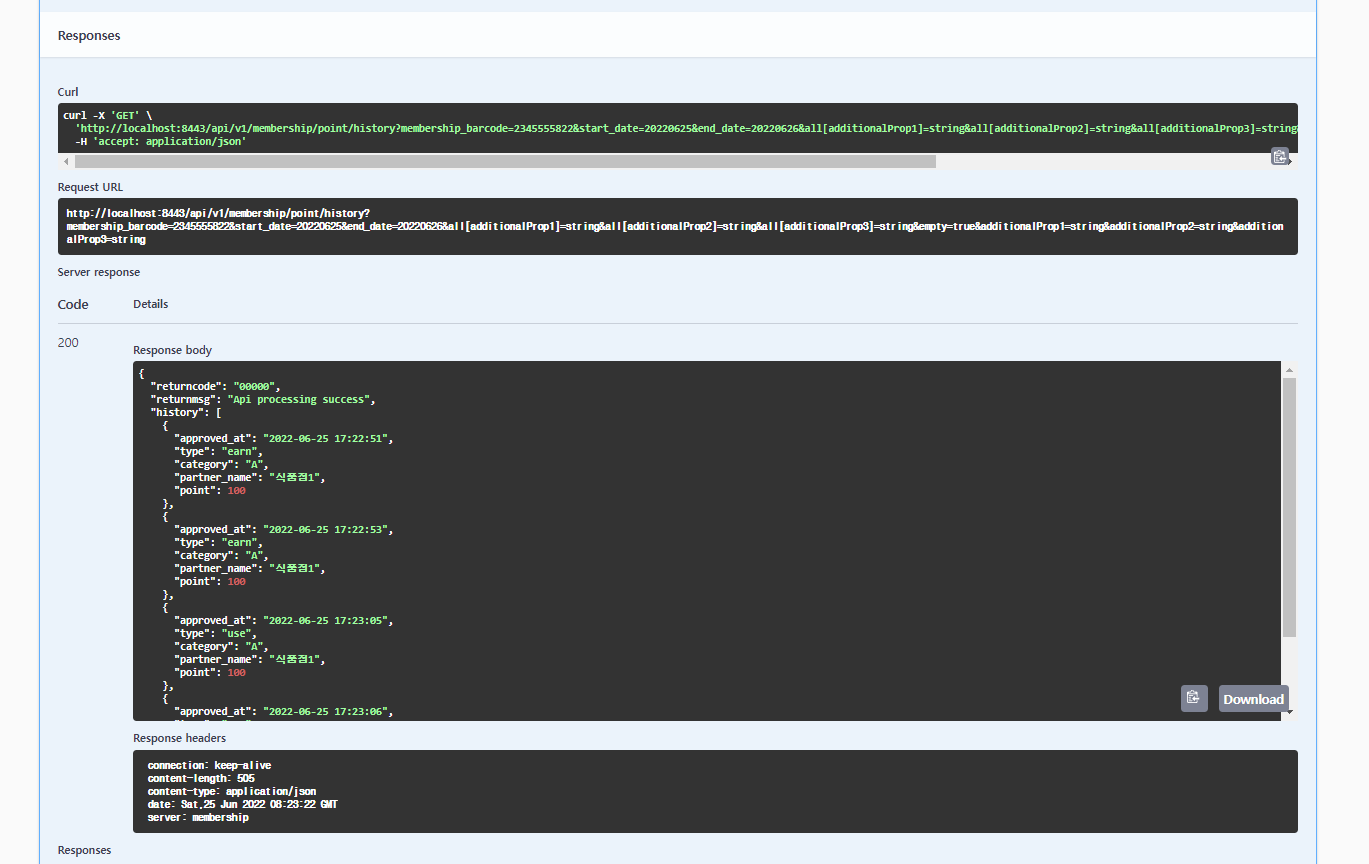 Responses
Curl
curl -X 'GET' \
'http://localhost:8443/api/v1/membership/point/history?membership_barcode=2345555822&start_date=20220625&end_date=20220626&all[additionalProp1]=string&all[additionalProp2]=string&all[additionalProp3]=string&
-H 'accept: application/json'
Request URL
http://localhost:8443/api/v1/membership/point/history?
membership_barcode=2345555822&start_date=20220625&end_date=20220626&all[additionalProp1]=string&all[additionalProp2]=string&all[additionalProp3]=string&empty=true&additionalProp1=string&additionalProp2=string&addition
alProp3=string
Server response
Code Details
200
Response body
{
"returncode": "00000",
"returnmsg": "Api processing success",
"history": [
{
"approved_at": "2022-06-25 17:22:51",
"type": "earn",
"category": "A",
"partner_name": "식품점1",
"point": 100
},
{
"approved_at": "2022-06-25 17:22:53",
"type": "earn",
"category": "A",
"partner_name": "식품점1",
"point": 100
},
{
"approved_at": "2022-06-25 17:23:05",
"type": "use",
"category": "A",
"partner_name": "식품점1",
"point": 100
},
{
"approved_at": "2022-06-25 17:23:06",
Download
Response headers
connection: keep-alive
content-length: 505
content-type: application/json
date: Sat,25 Jun 2022 08:23:22 GMT
server: membership
Responses